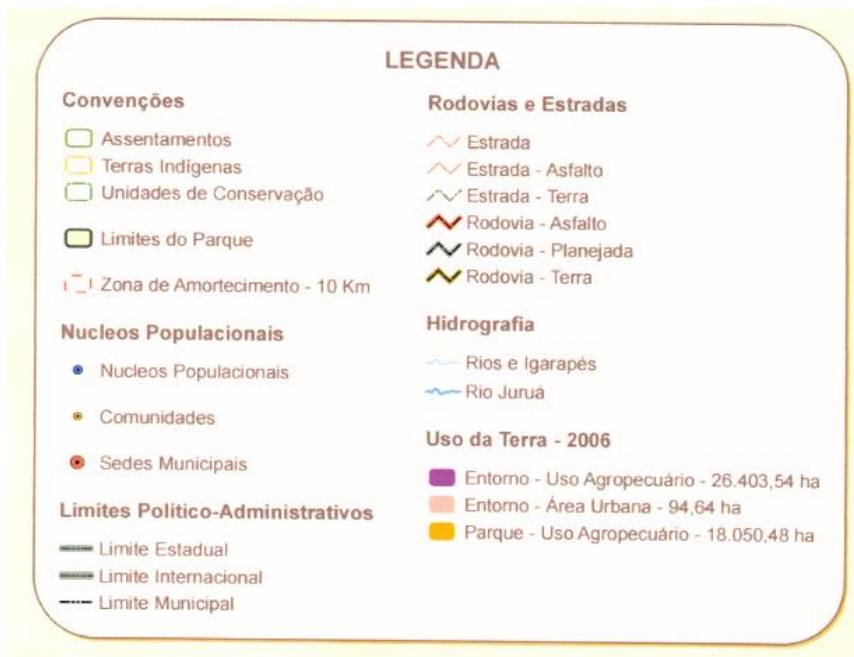 LEGENDA
Convenções
Assentamentos
Terras Indígenas
Unidades de Conservação
Limites do Parque
Zona de Amortecimento - 10 Km
Nucleos Populacionais
Nucleos Populacionais
Comunidades
Sedes Municipais
Limites Político-Administrativos
Limite Estadual
Limite Internacional
Limite Municipal
Rodovias e Estradas
Estrada
Estrada - Asfalto
Estrada - Terra
Rodovia - Asfalto
Rodovia - Planejada
Rodovia - Terra
Hidrografia
Rios e Igarapés
Rio Juruá
Uso da Terra - 2006
Entorno - Uso Agropecuário - 26.403,54 ha
Entorno - Área Urbana - 94,64 ha
Parque - Uso Agropecuário - 18.050,48 ha